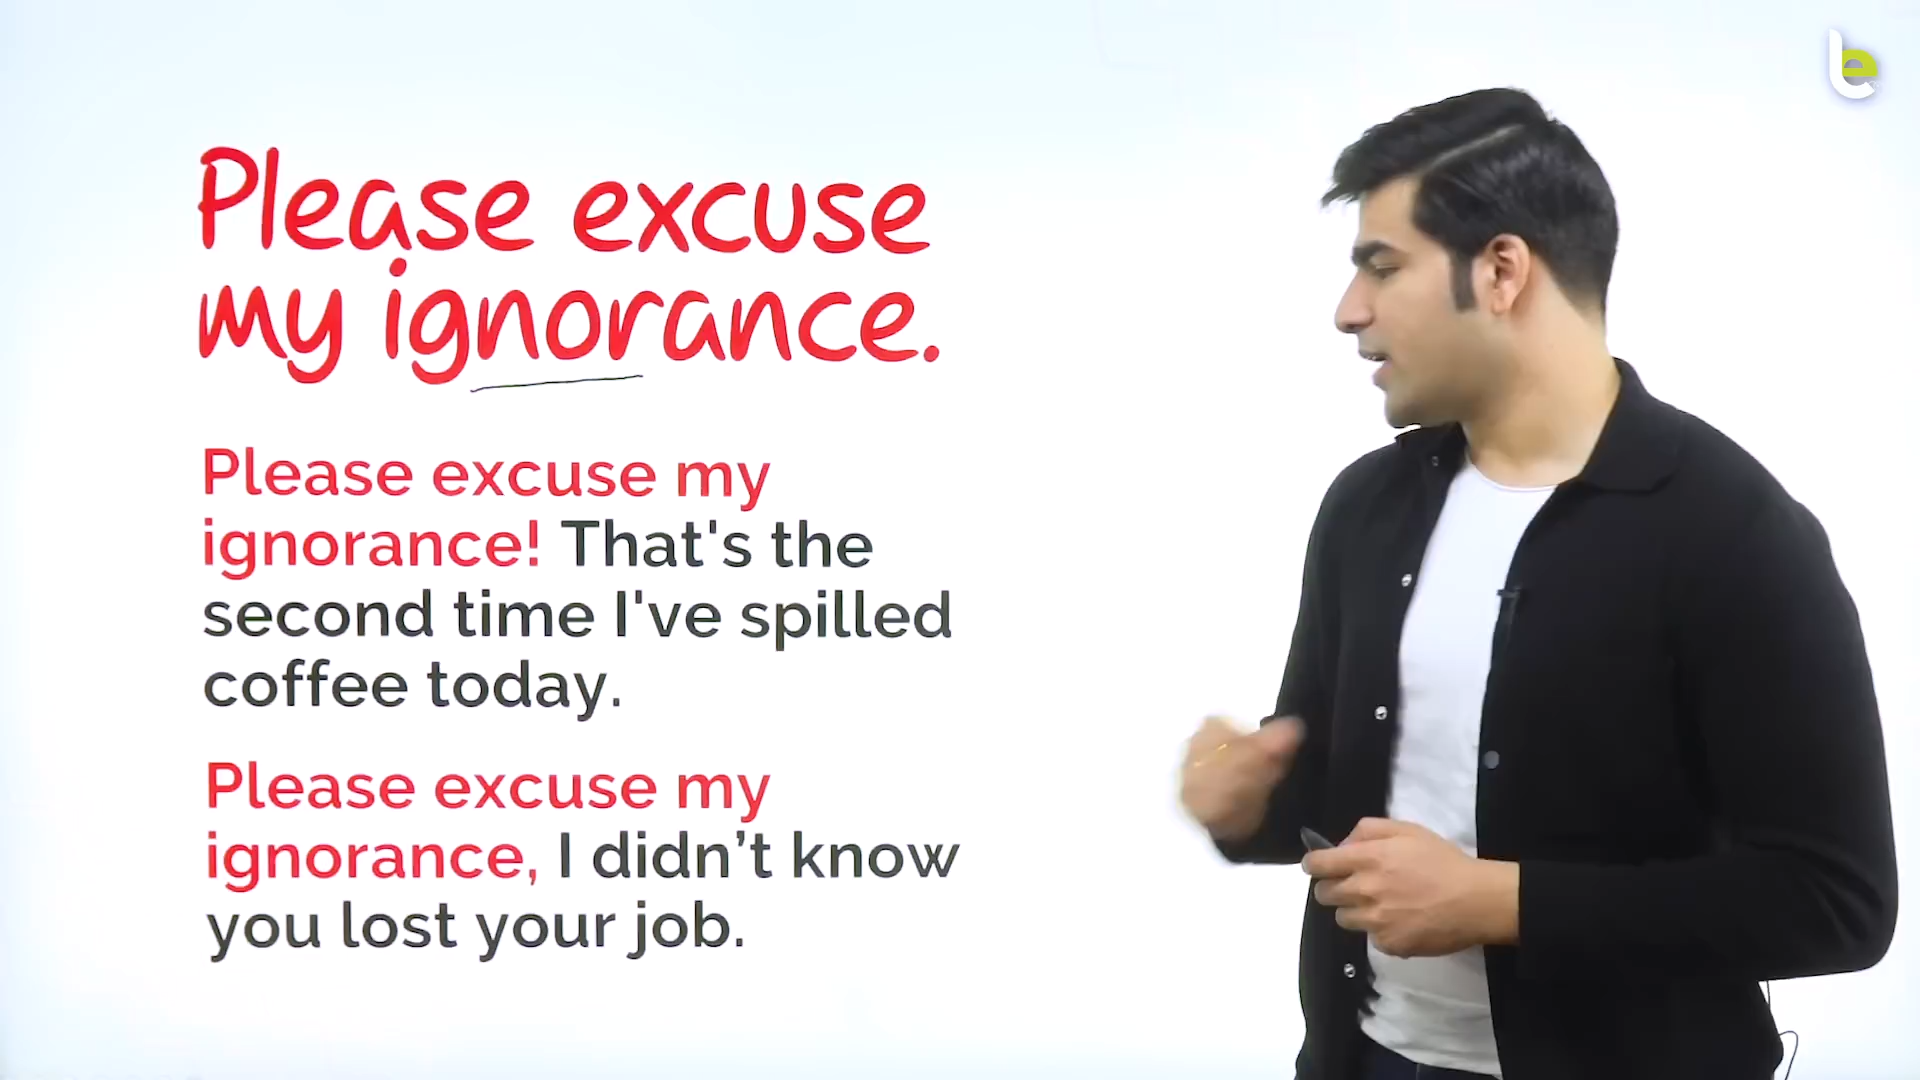 Please excuse
my ignorance.
Please excuse my
ignorance! That's the
second time I've spilled
coffee today.
Please excuse my
ignorance, I didn’t know
you lost your job.